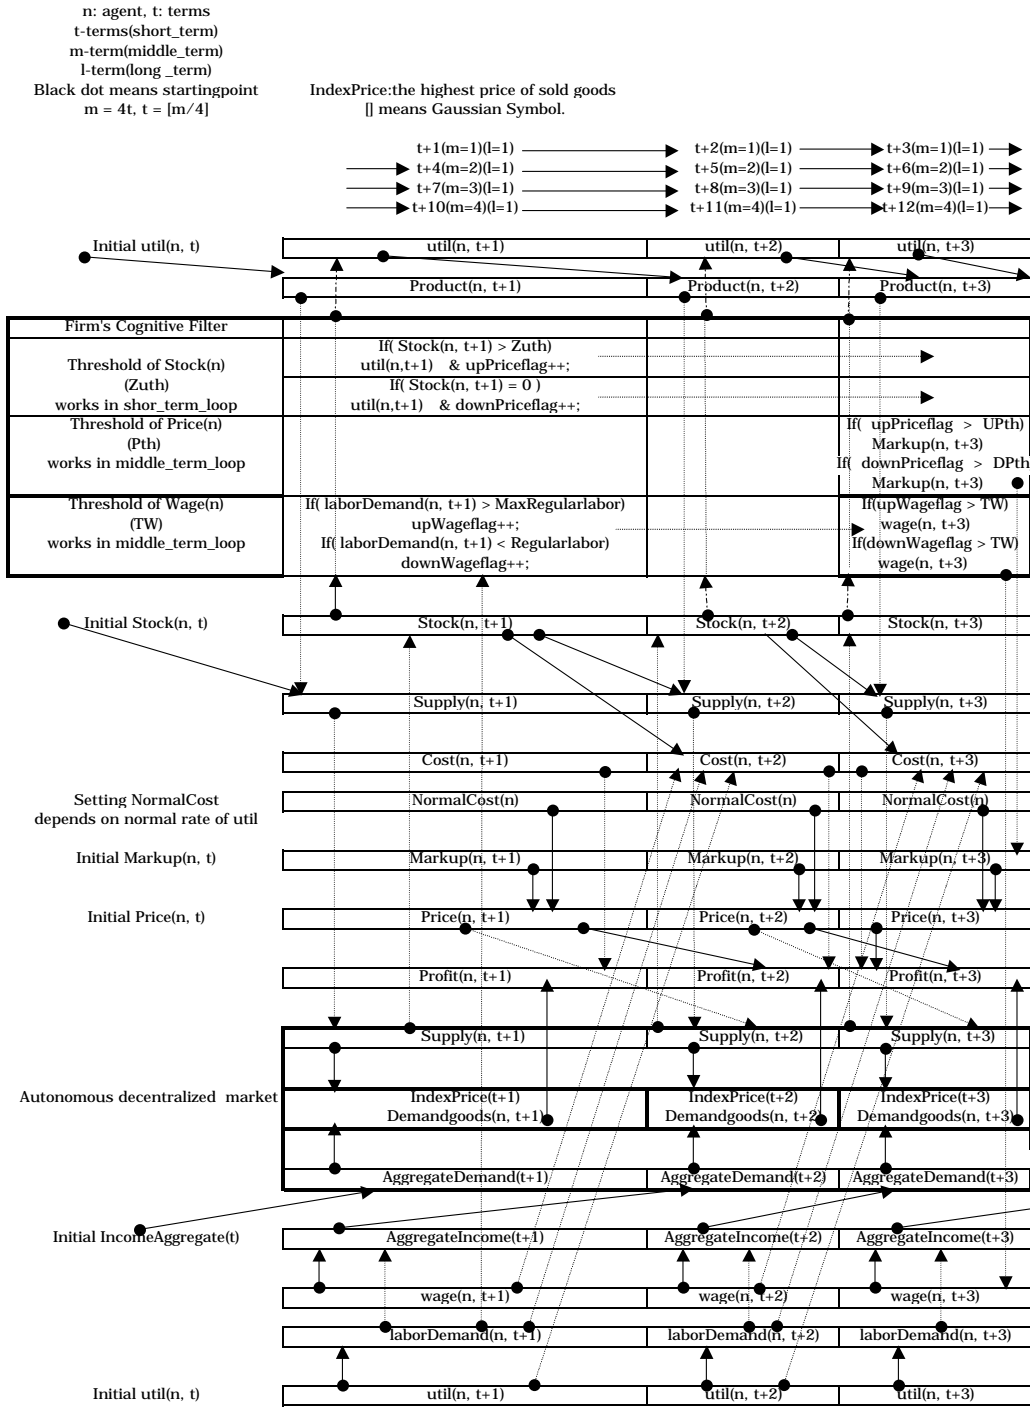 n: agent, t: terms
t-terms(short_term)
m-term(middle_term)
l-term(long _term)
Black dot means startingpoint
m = 4t, t = [m/4]
IndexPrice:the highest price of sold goods
[] means Gaussian Symbol.
t+1(m=1)(l=1) t+2(m=1)(l=1) t+3(m=1)(l=1)
t+4(m=2)(l=1) t+5(m=2)(l=1) t+6(m=2)(l=1)
t+7(m=3)(l=1) t+8(m=3)(l=1) t+9(m=3)(l=1)
t+10(m=4)(l=1) t+11(m=4)(l=1) t+12(m=4)(l=1)
Initial util(n, t) util(n, t+1) util(n, t+2) util(n, t+3)
Product(n, t+1) Product(n, t+2) Product(n, t+3)
Firm's Cognitive Filter
Threshold of Stock(n)
(Zuth)
works in shor_term_loop
If( Stock(n, t+1) > Zuth)
util(n,t+1) & upPriceflag++;
If( Stock(n, t+1) = 0 )
util(n,t+1) & downPriceflag++;
Threshold of Price(n)
(Pth)
works in middle_term_loop
If( upPriceflag > UPth)
Markup(n, t+3)
If( downPriceflag > DPth)
Markup(n, t+3)
Threshold of Wage(n)
(TW)
works in middle_term_loop
If( laborDemand(n, t+1) > MaxRegularlabor)
upWageflag++;
If( laborDemand(n, t+1) < Regularlabor)
downWageflag++;
If(upWageflag > TW)
wage(n, t+3)
If(downWageflag > TW)
wage(n, t+3)
Initial Stock(n, t) Stock(n, t+1) Stock(n, t+2) Stock(n, t+3)
Supply(n, t+1) Supply(n, t+2) Supply(n, t+3)
Cost(n, t+1) Cost(n, t+2) Cost(n, t+3)
Setting NormalCost
depends on normal rate of util
NormalCost(n) NormalCost(n) NormalCost(n)
Initial Markup(n, t) Markup(n, t+1) Markup(n, t+2) Markup(n, t+3)
Initial Price(n, t) Price(n, t+1) Price(n, t+2) Price(n, t+3)
Profit(n, t+1) Profit(n, t+2) Profit(n, t+3)
Supply(n, t+1) Supply(n, t+2) Supply(n, t+3)
Autonomous decentralized market
IndexPrice(t+1) IndexPrice(t+2) IndexPrice(t+3)
Demandgoods(n, t+1) Demandgoods(n, t+2) Demandgoods(n, t+3)
AggregateDemand(t+1) AggregateDemand(t+2) AggregateDemand(t+3)
Initial IncomeAggregate(t) AggregateIncome(t+1) AggregateIncome(t+2) AggregateIncome(t+3)
wage(n, t+1) wage(n, t+2) wage(n, t+3)
laborDemand(n, t+1) laborDemand(n, t+2) laborDemand(n, t+3)
Initial util(n, t) util(n, t+1) util(n, t+2) util(n, t+3)